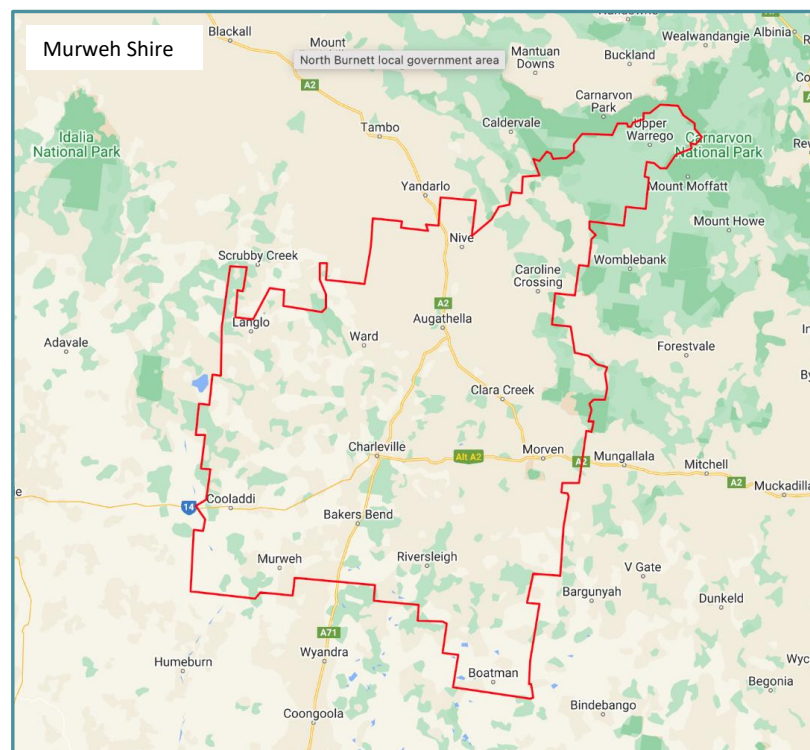 Murweh Shire
Blackall
Mount
North Burnett local government area
Mantuan
Downs
Wealwandangie
Albinia
Buckland
A2
Carnarvon
Park
Tambo
Caldervale
Upper
Warrego
Carnarvon
National Park
Idalia
National Park
Yandarlo
Mount Moffatt
Mount Howe
Nive
Scrubby Creek
Caroline
Crossing
Womblebank
A2
Langlo
Augathella
Ward
Adavale
Forestvale
Clara Creek
Charleville
Alt A2
Morven
A2
Mungallala
Mitchell
A2
Muckadilla
14
Cooladdi
Bakers Bend
Murweh
Riversleigh
V Gate
Bargunyah
Dunkeld
A71
Wyandra
Humeburn
Boatman
Begonia
Coongoola
Bindebango